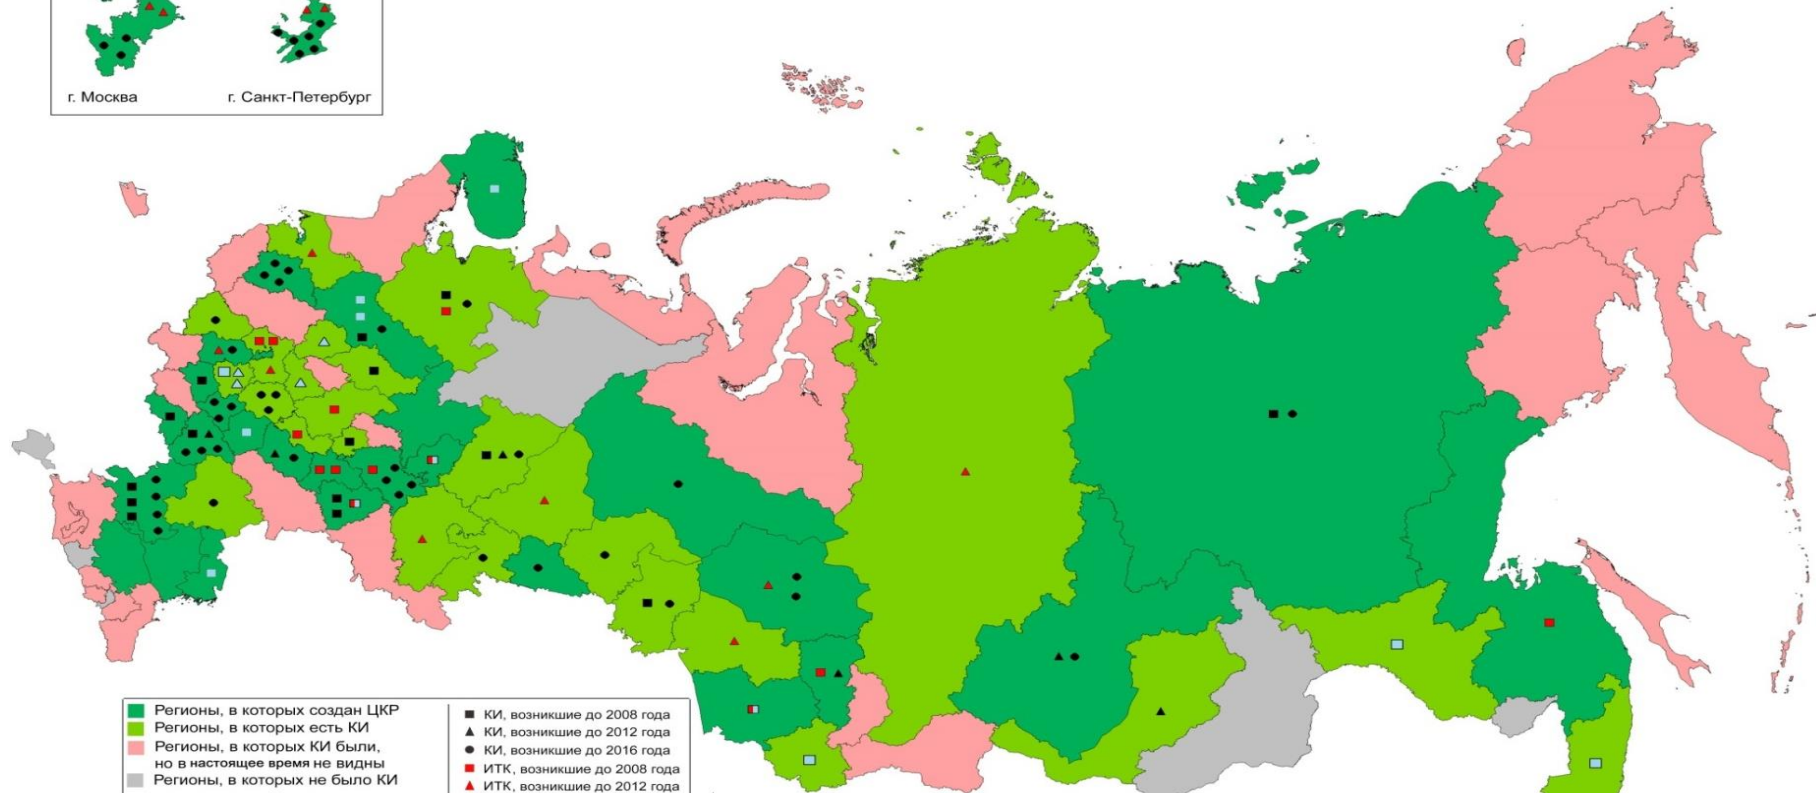 г. Москва
г. Санкт-Петербург
Регионы, в которых создан ЦКР
Регионы, в которых есть КИ
Регионы, в которых КИ были,
но в настоящее время не видны
Регионы, в которых не было КИ
КИ, возникшие до 2008 года
КИ, возникшие до 2012 года
КИ, возникшие до 2016 года
ИТК, возникшие до 2008 года
ИТК, возникшие до 2012 года